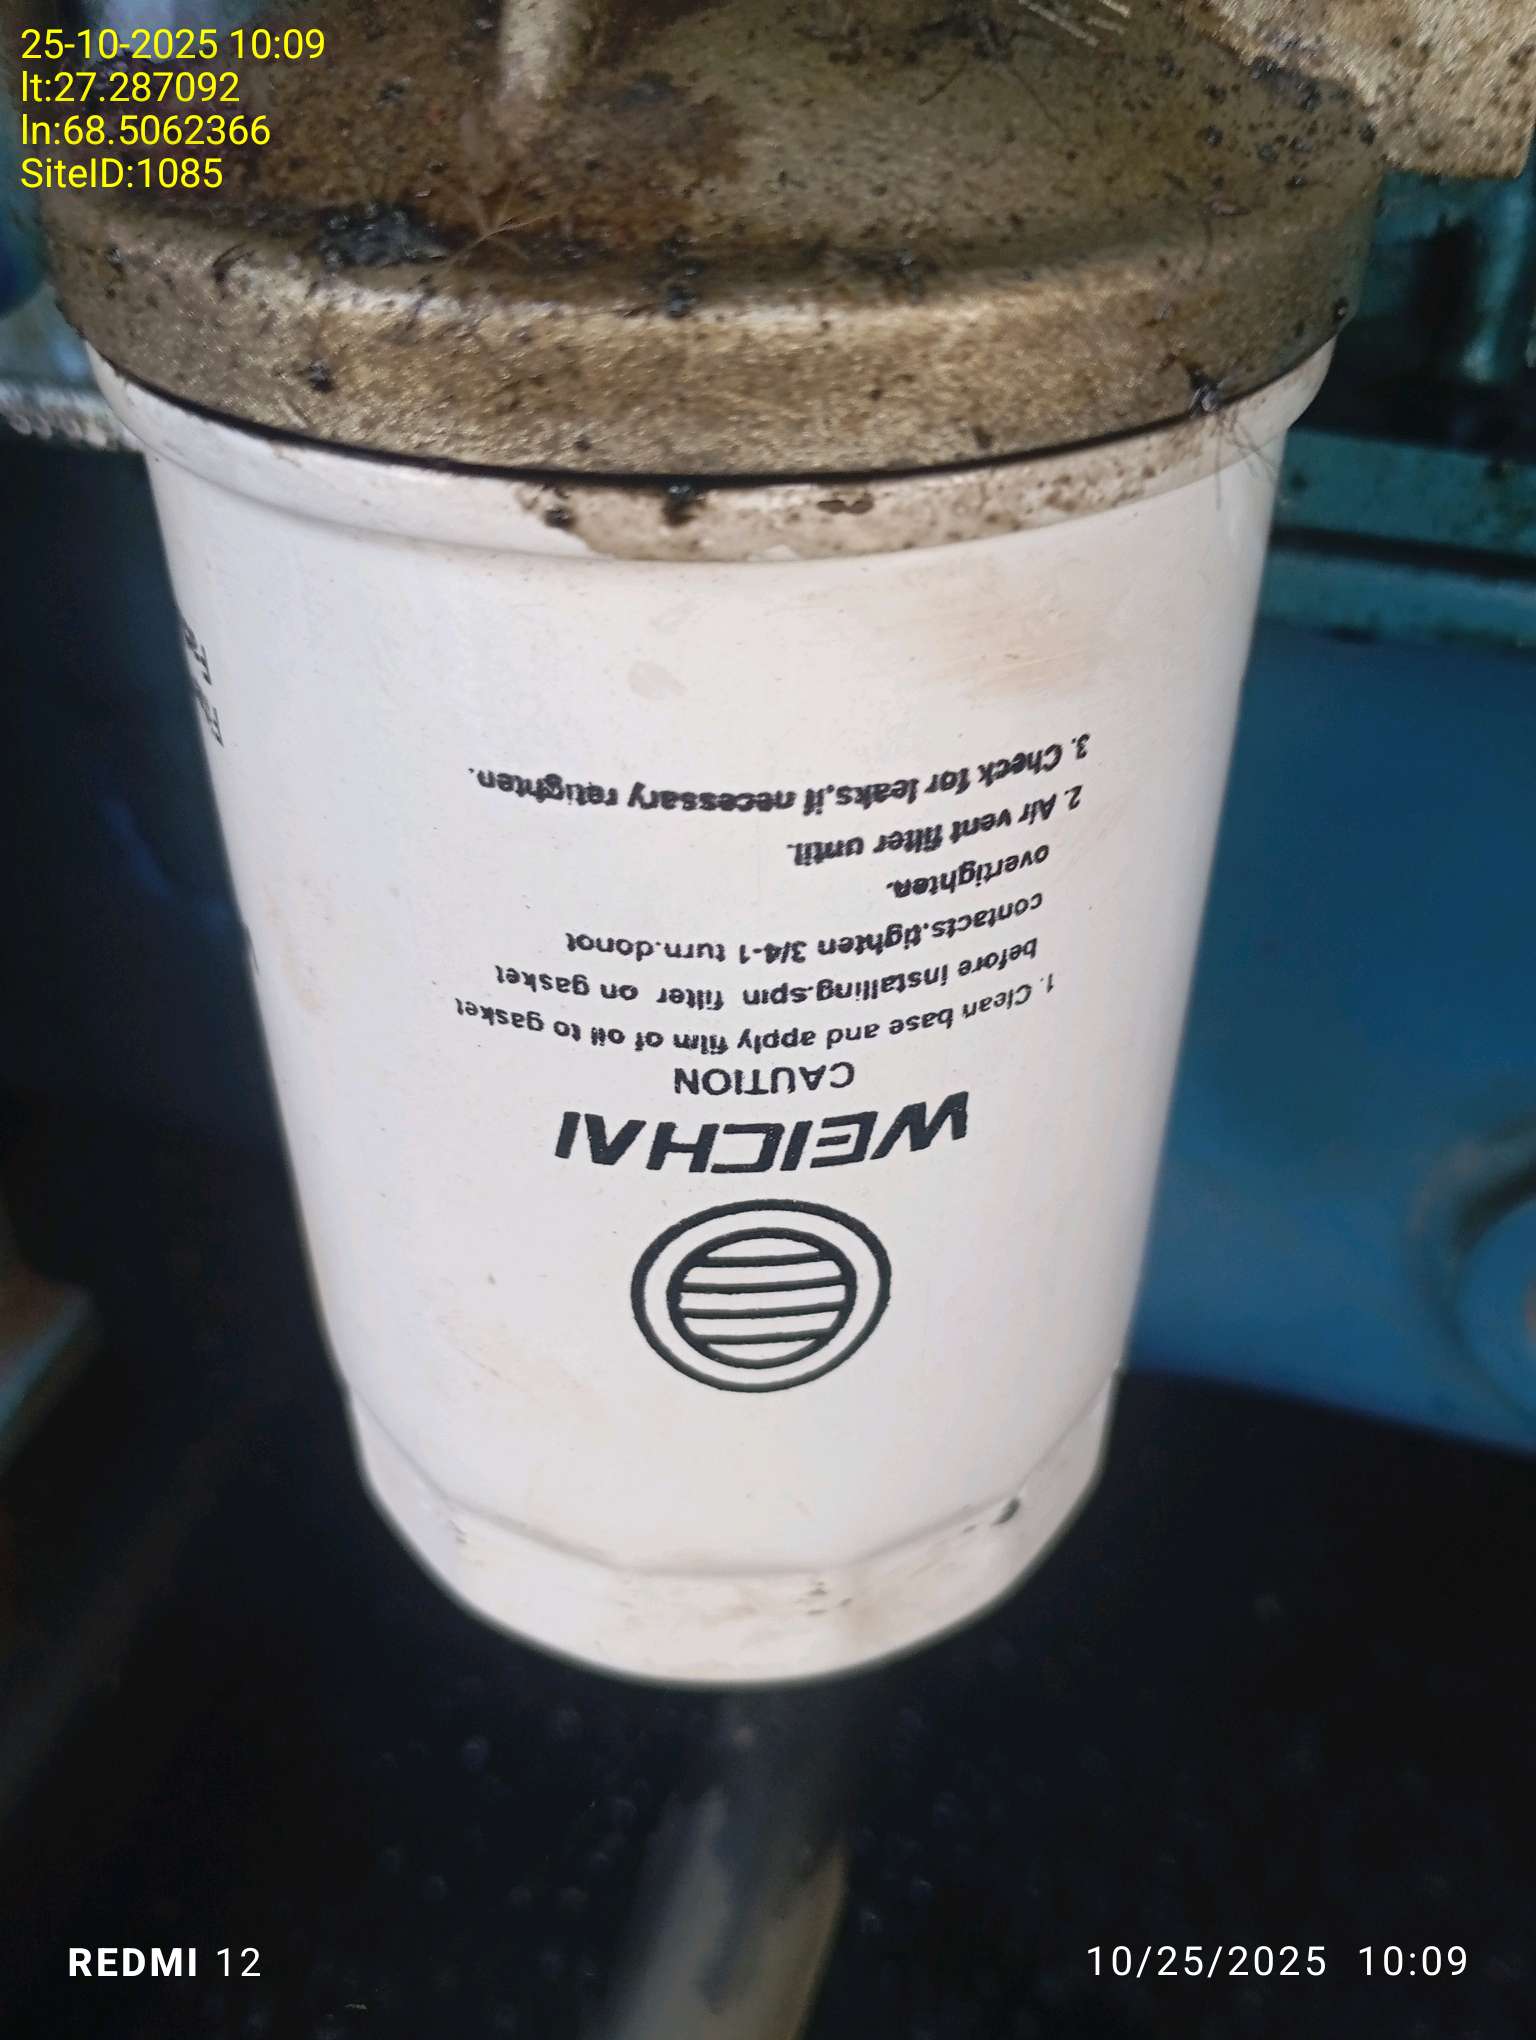 25-10-2025 10:09
lt:27.287092
ln:68.5062366
SiteID:1085
WEICHAI
CAUTION
1. Clean base and apply film of oil to gasket
before installing.spin filter on gasket
contacts.tighten 3/4-1 turn.donot
overtighten.
2. Air vent filter until.
3. Check for leaks,if necessary retighten.
REDMI 12
10/25/2025 10:09